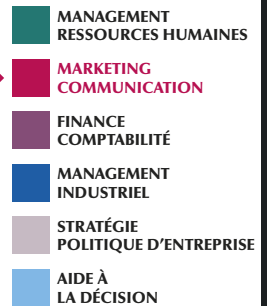 MANAGEMENT
RESSOURCES HUMAINES
MARKETING
COMMUNICATION
FINANCE
COMPTABILITÉ
MANAGEMENT
INDUSTRIEL
STRATÉGIE
POLITIQUE D'ENTREPRISE
AIDE À
LA DÉCISION